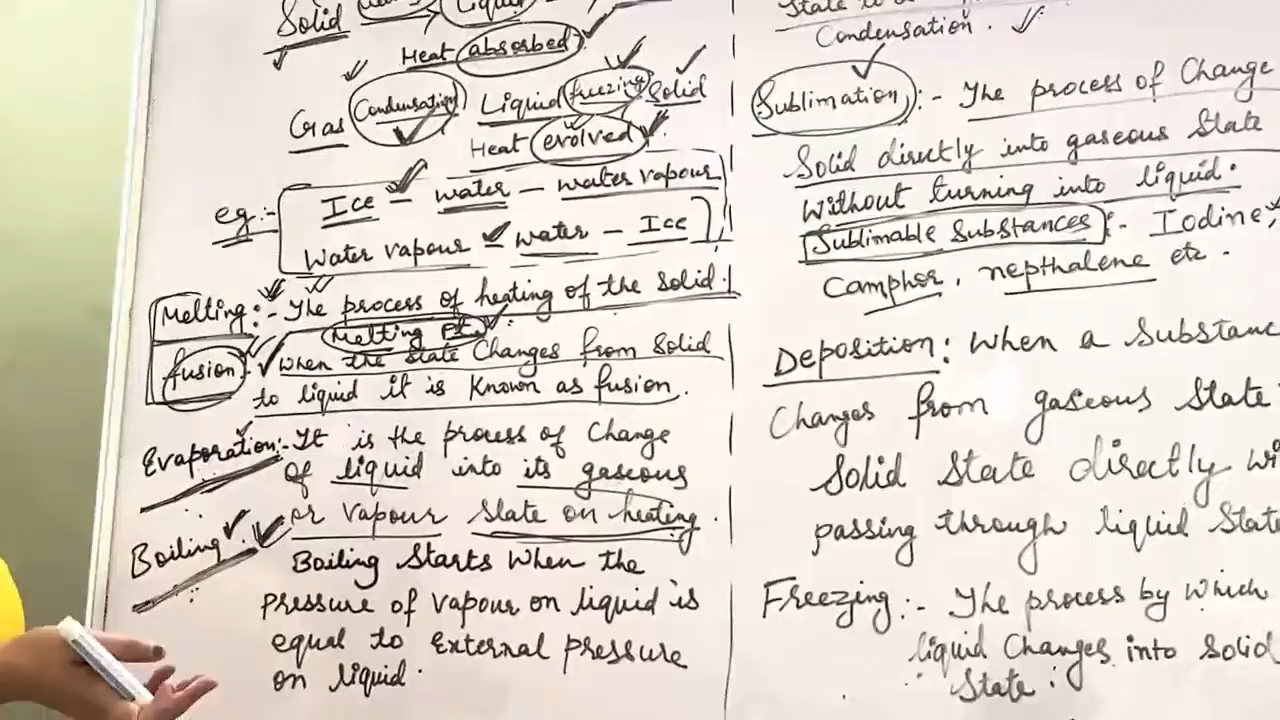 Solid Liquid
Heat absorbed
Gas Condensation Liquid freezing Solid
Heat evolved
eg:- Ice - water - water vapour
Water vapour water - Ice
Melting:- The process of heating of the solid.
Melting Pt.
fusion: When the state Changes from Solid
to liquid it is Known as fusion.
Evaporation:- It is the process of Change
of liquid into its gaseous
or vapour state on heating.
Boiling:
Boiling Starts when the
pressure of vapour on liquid is
equal to External pressure
on liquid.
State
Condensation.
Sublimation:- The process of Change
Solid directly into gaseous State
without turning into liquid.
Sublimable Substances:- Iodine,
Camphor, nepthalene etc.
Deposition: When a Substanc
Changes from gaseous State
Solid State directly wi
passing through liquid State
Freezing:- The process by which
liquid Changes into Solid
State.